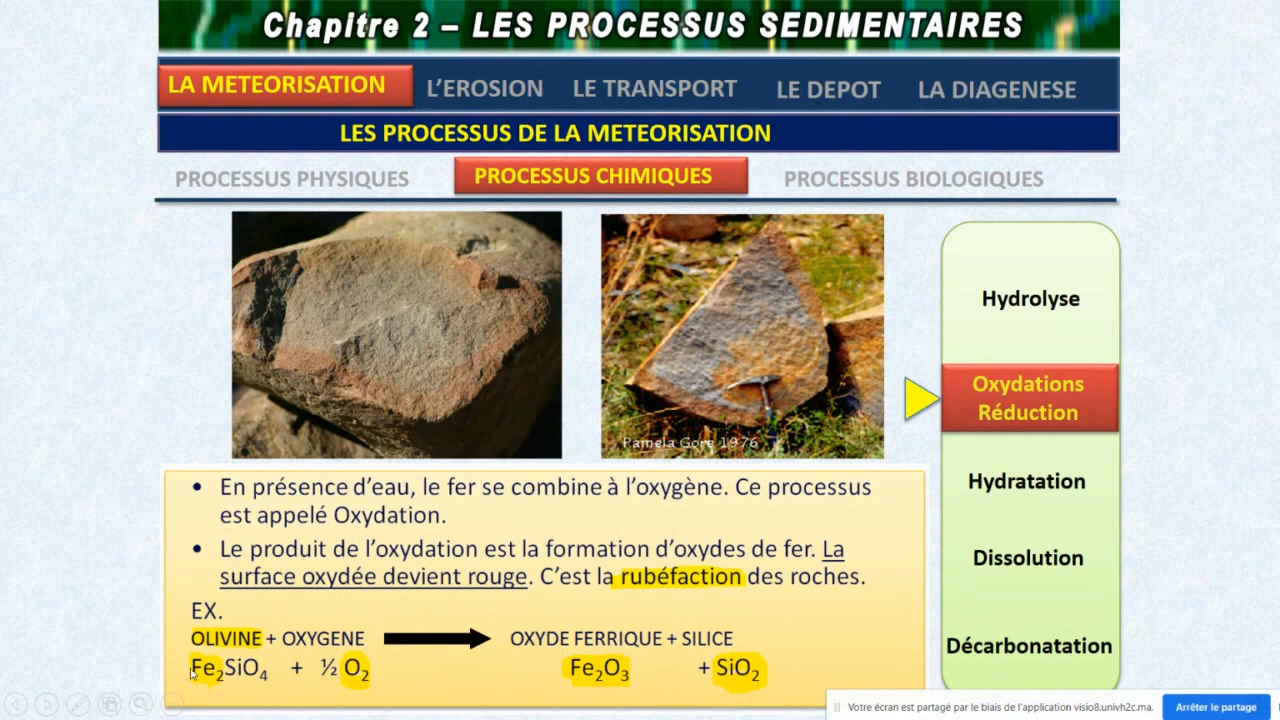 Chapitre 2 – LES PROCESSUS SEDIMENTAIRES
LA METEORISATION L'EROSION LE TRANSPORT LE DEPOT LA DIAGENESE
LES PROCESSUS DE LA METEORISATION
PROCESSUS PHYSIQUES PROCESSUS CHIMIQUES PROCESSUS BIOLOGIQUES
Pamela Gore 1976
Hydrolyse
Oxydations
Réduction
Hydratation
Dissolution
Décarbonatation
• En présence d'eau, le fer se combine à l'oxygène. Ce processus
est appelé Oxydation.
• Le produit de l'oxydation est la formation d'oxydes de fer. La
surface oxydée devient rouge. C'est la rubéfaction des roches.
EX.
OLIVINE + OXYGENE OXYDE FERRIQUE + SILICE
Fe₂SiO₄ + ½ O₂ Fe₂O₃ + SiO₂
Votre écran est partagé par le biais de l'application visio8.univh2c.ma. Arrêter le partage